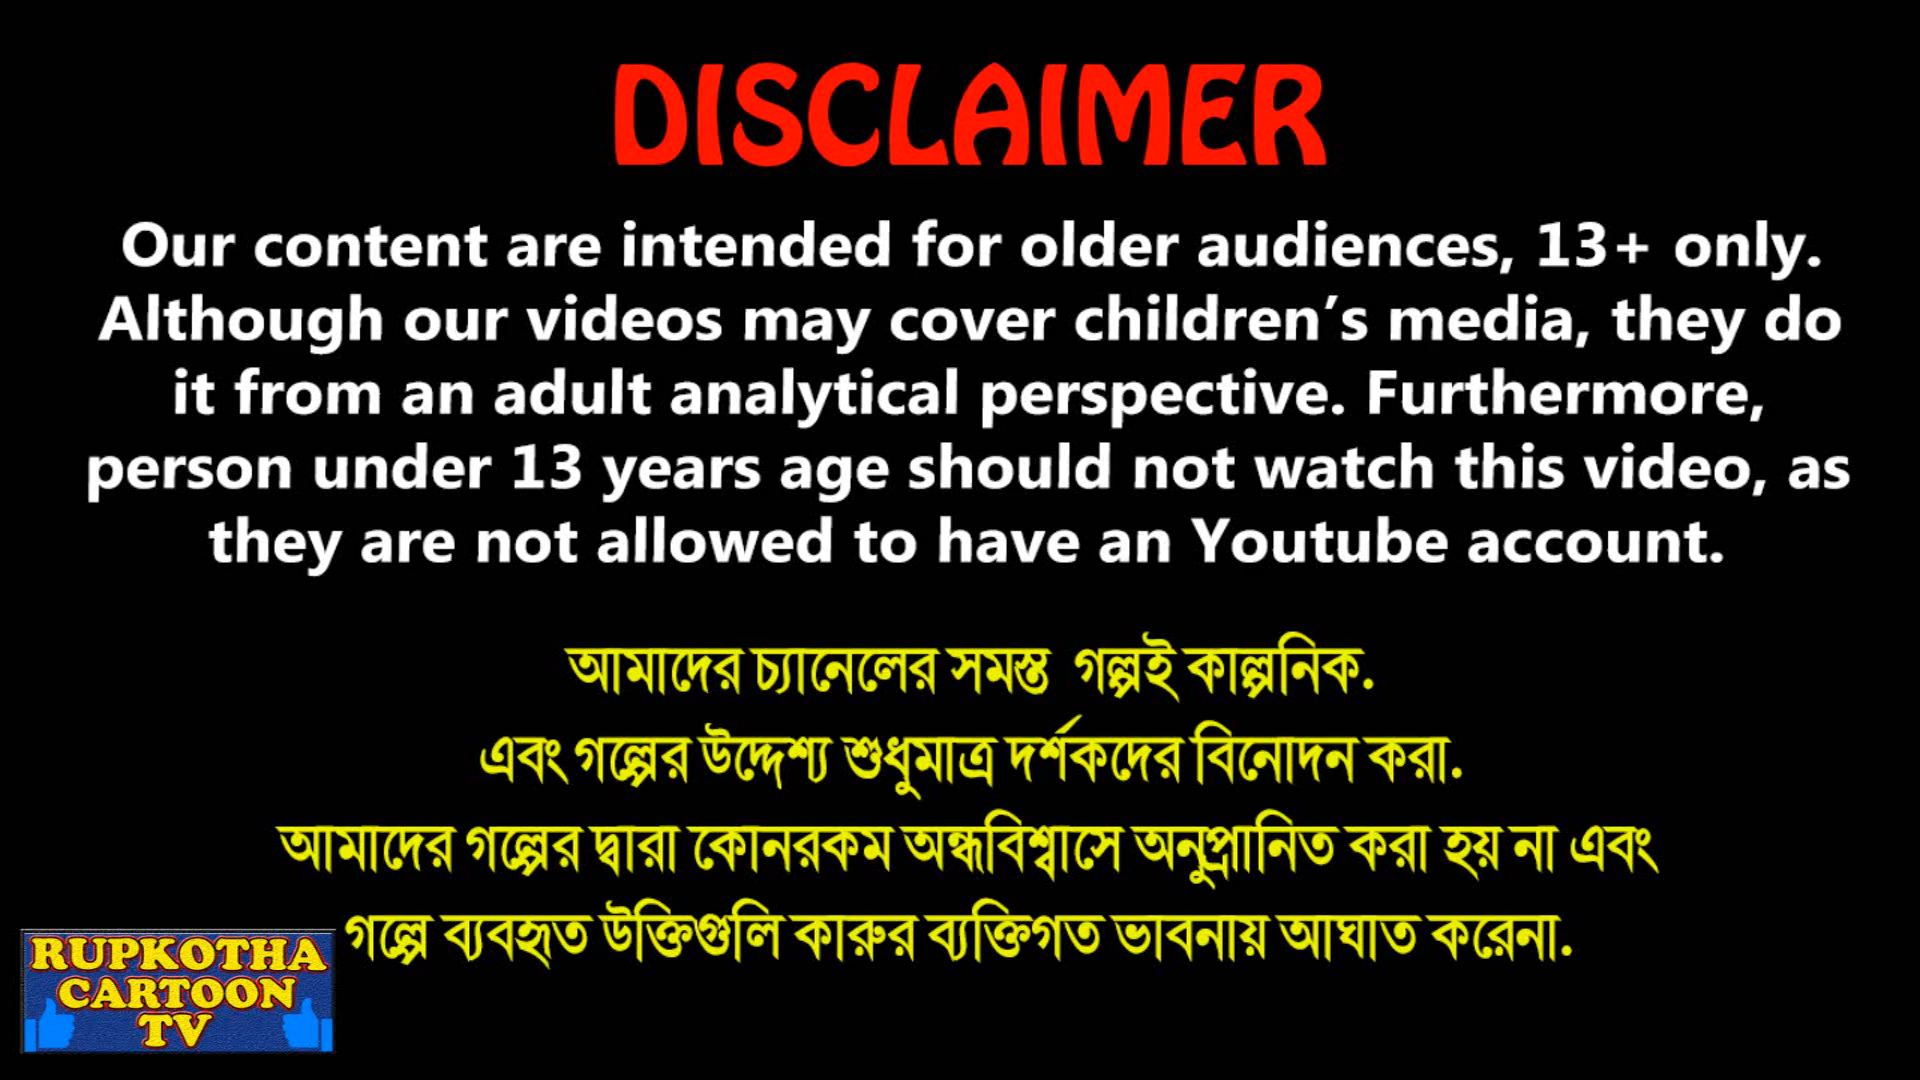 DISCLAIMER
Our content are intended for older audiences, 13+ only.
Although our videos may cover children’s media, they do
it from an adult analytical perspective. Furthermore,
person under 13 years age should not watch this video, as
they are not allowed to have an Youtube account.
আমাদের চ্যানেলের সমস্ত গল্পই কাল্পনিক.
এবং গল্পের উদ্দেশ্য শুধুমাত্র দর্শকদের বিনোদন করা.
আমাদের গল্পের দ্বারা কোনরকম অন্ধবিশ্বাসে অনুপ্রানিত করা হয় না এবং
গল্পে ব্যবহৃত উক্তিগুলি কারুর ব্যক্তিগত ভাবনায় আঘাত করেনা.
RUPKOTHA
CARTOON
TV